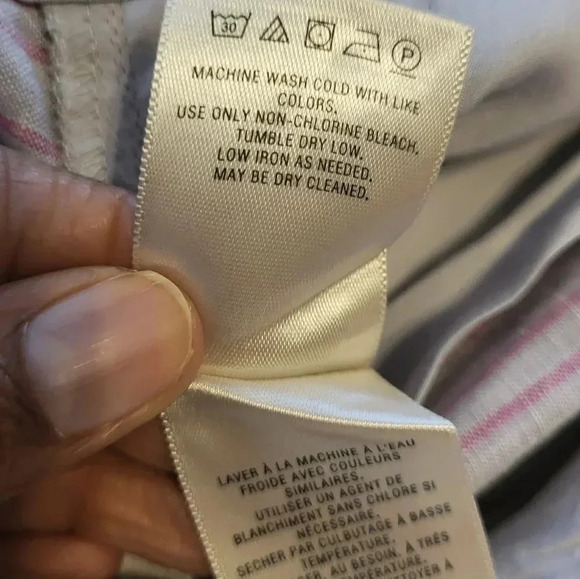 30 P
MACHINE WASH COLD WITH LIKE
COLORS.
USE ONLY NON-CHLORINE BLEACH.
TUMBLE DRY LOW.
LOW IRON AS NEEDED.
MAY BE DRY CLEANED.
LAVER À LA MACHINE À L'EAU
FROIDE AVEC COULEURS
SIMILAIRES.
UTILISER UN AGENT DE
BLANCHIMENT SANS CHLORE SI
NÉCESSAIRE.
SECHER PAR CULBUTAGE À BASSE
TEMPÉRATURE.
AU BESOIN, À TRÈS